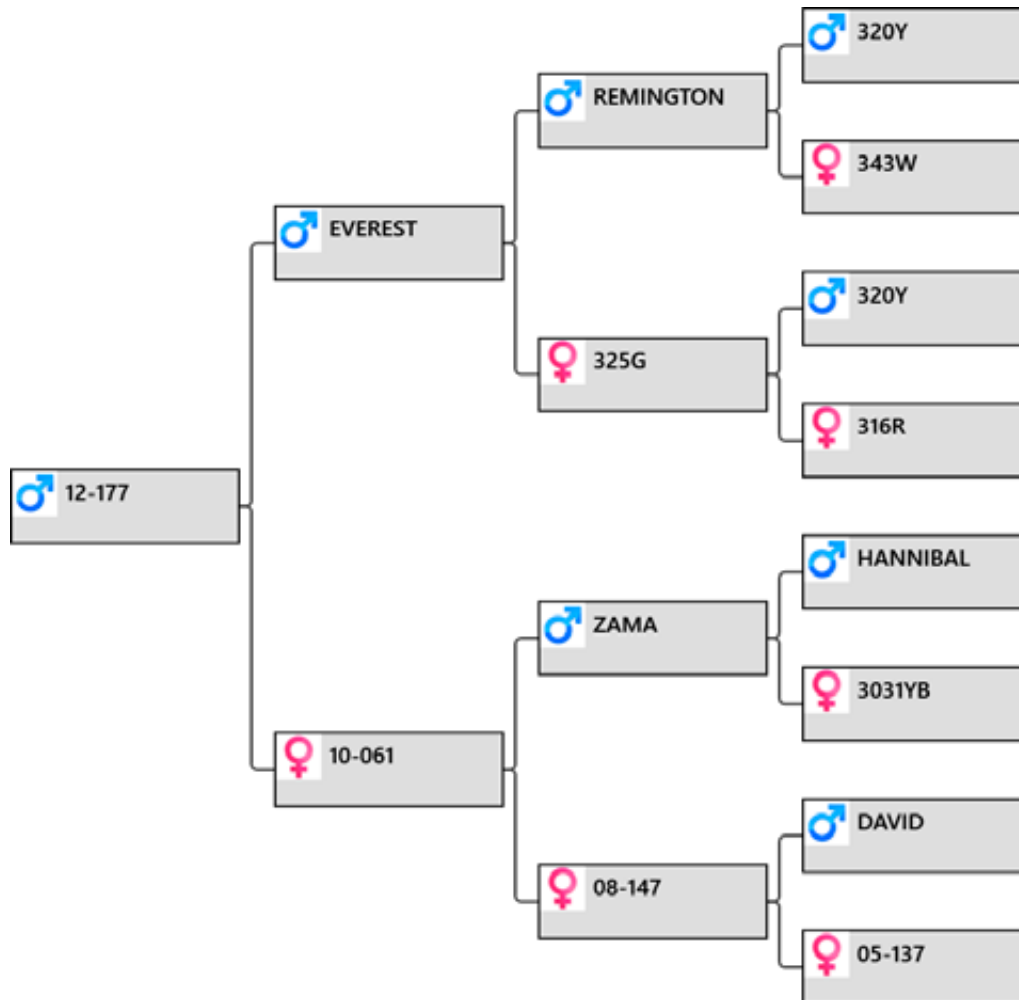 320Y
REMINGTON
343W
EVEREST
320Y
325G
316R
12-177
HANNIBAL
ZAMA
3031YB
10-061
DAVID
08-147
05-137